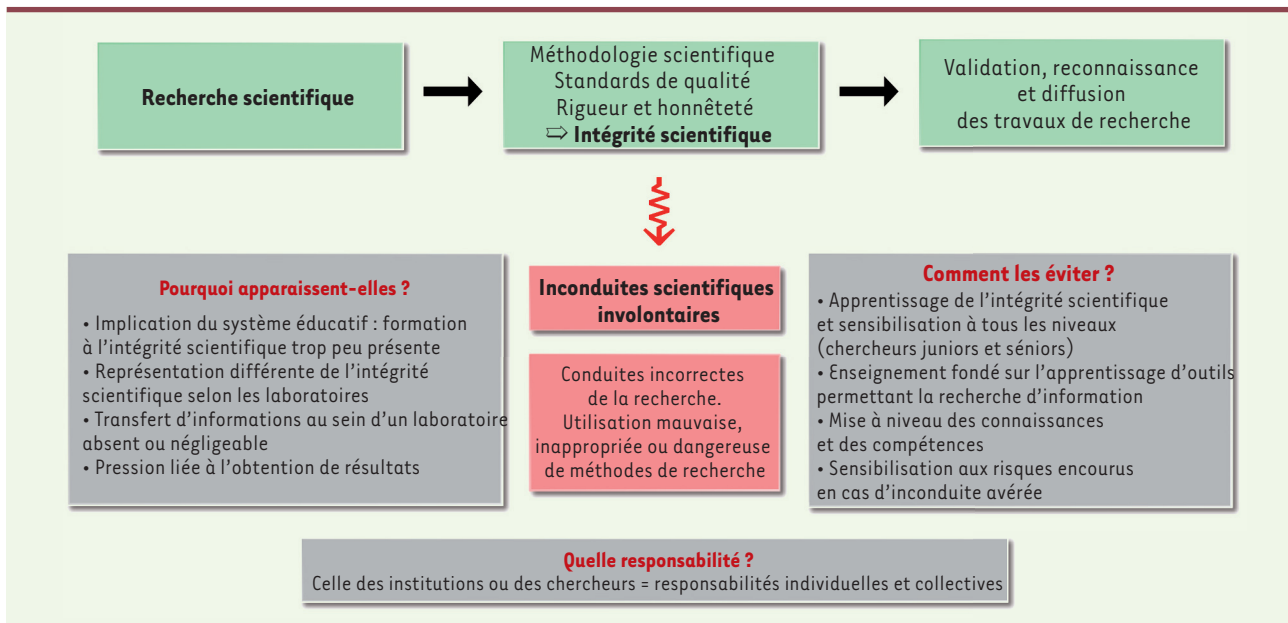 Recherche scientifique
Méthodologie scientifique
Standards de qualité
Rigueur et honnêteté
⇨ Intégrité scientifique
Validation, reconnaissance
et diffusion
des travaux de recherche
Pourquoi apparaissent-elles ?
• Implication du système éducatif : formation
à l'intégrité scientifique trop peu présente
• Représentation différente de l'intégrité
scientifique selon les laboratoires
• Transfert d'informations au sein d'un laboratoire
absent ou négligeable
• Pression liée à l'obtention de résultats
Inconduites scientifiques
involontaires
Conduites incorrectes
de la recherche.
Utilisation mauvaise,
inappropriée ou dangereuse
de méthodes de recherche
Comment les éviter ?
• Apprentissage de l'intégrité scientifique
et sensibilisation à tous les niveaux
(chercheurs juniors et séniors)
• Enseignement fondé sur l'apprentissage d'outils
permettant la recherche d'information
• Mise à niveau des connaissances
et des compétences
• Sensibilisation aux risques encourus
en cas d'inconduite avérée
Quelle responsabilité ?
Celle des institutions ou des chercheurs = responsabilités individuelles et collectives